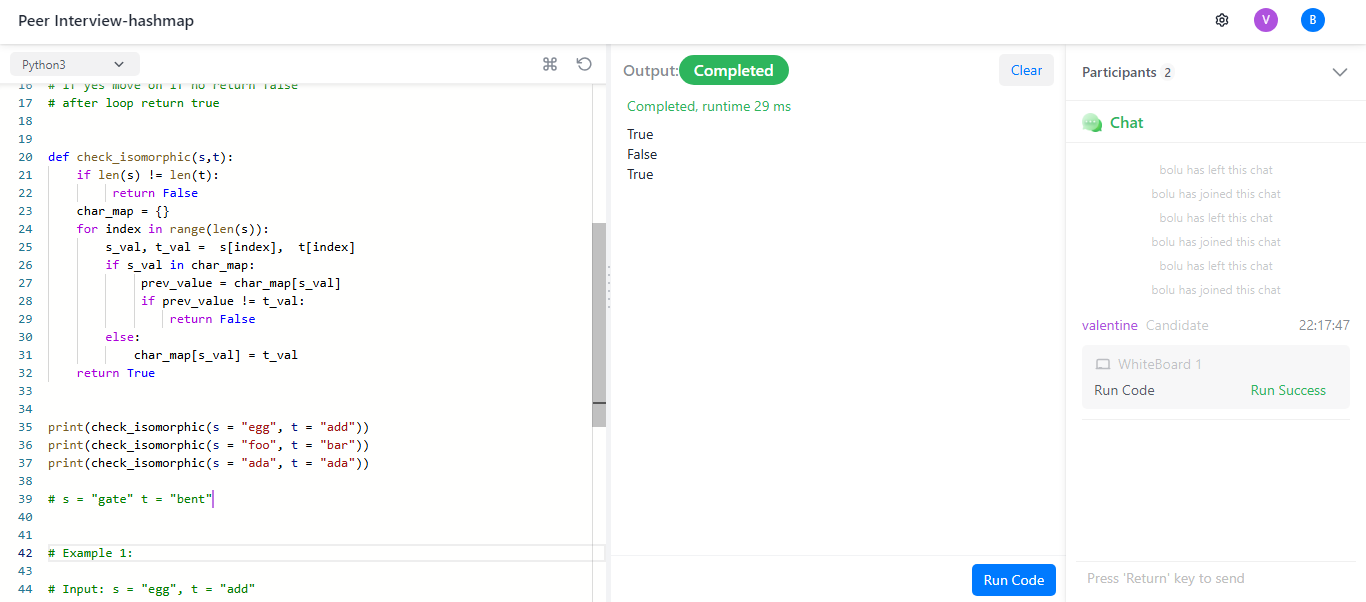 Peer Interview-hashmap
V
B
Python3
16 # if yes move on if no return false
17 # after loop return true
18
19
20 def check_isomorphic(s,t):
21 if len(s) != len(t):
22 return False
23 char_map = {}
24 for index in range(len(s)):
25 s_val, t_val =  s[index],  t[index]
26 if s_val in char_map:
27 prev_value = char_map[s_val]
28 if prev_value != t_val:
29 return False
30 else:
31 char_map[s_val] = t_val
32 return True
33
34
35 print(check_isomorphic(s = "egg", t = "add"))
36 print(check_isomorphic(s = "foo", t = "bar"))
37 print(check_isomorphic(s = "ada", t = "ada"))
38
39 # s = "gate" t = "bent"
40
41
42 # Example 1:
43
44 # Input: s = "egg", t = "add"
Output: Completed
Clear
Completed, runtime 29 ms
True
False
True
Run Code
Participants 2
Chat
bolu has left this chat
bolu has joined this chat
bolu has left this chat
bolu has joined this chat
bolu has left this chat
bolu has joined this chat
valentine Candidate 22:17:47
WhiteBoard 1
Run Code Run Success
Press 'Return' key to send